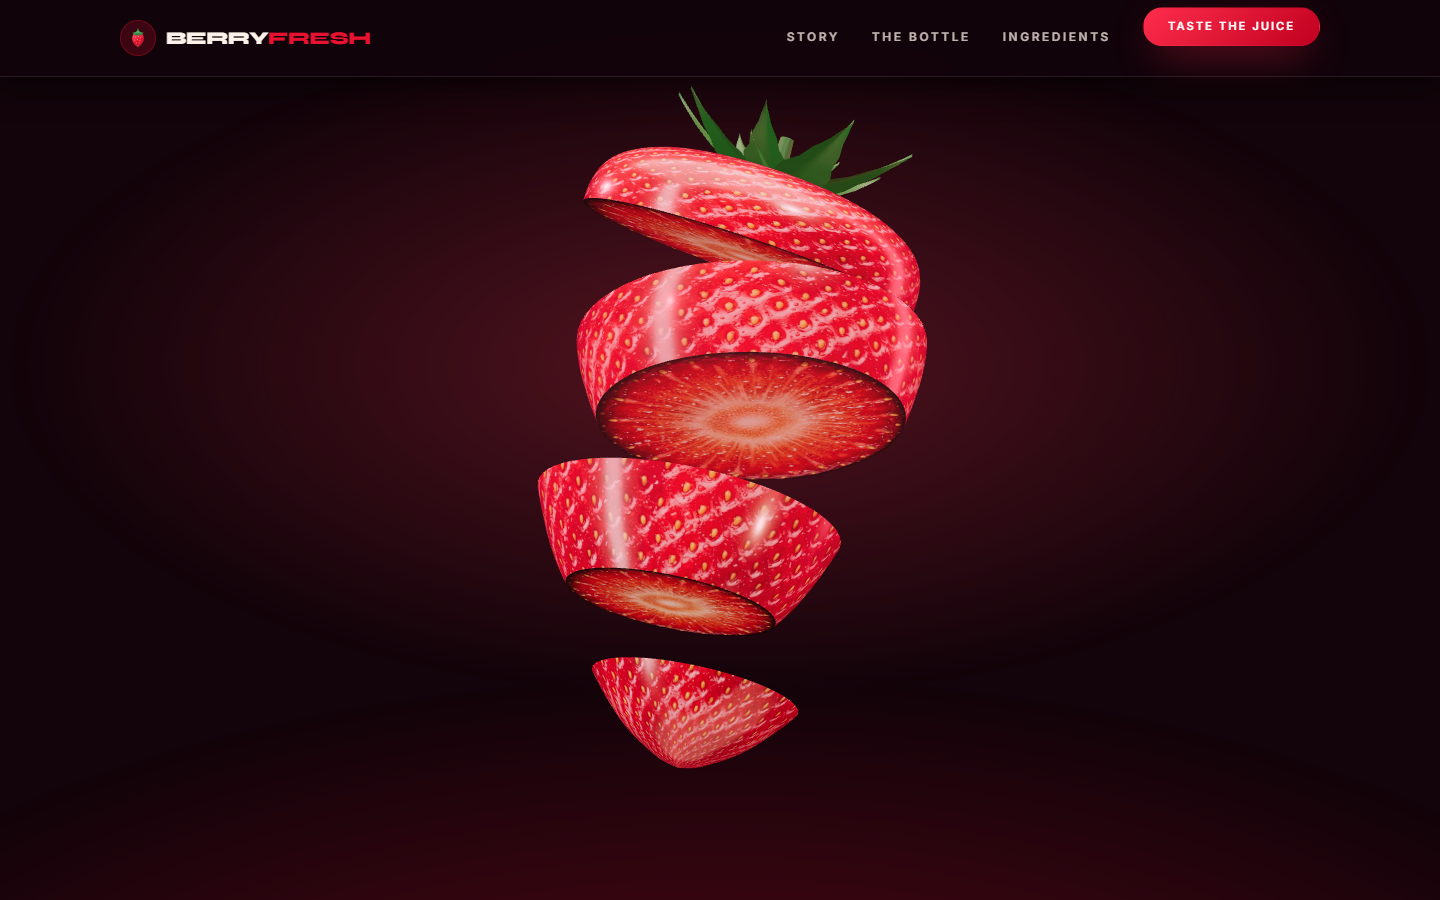 BERRYFRESH
STORY
THE BOTTLE
INGREDIENTS
TASTE THE JUICE